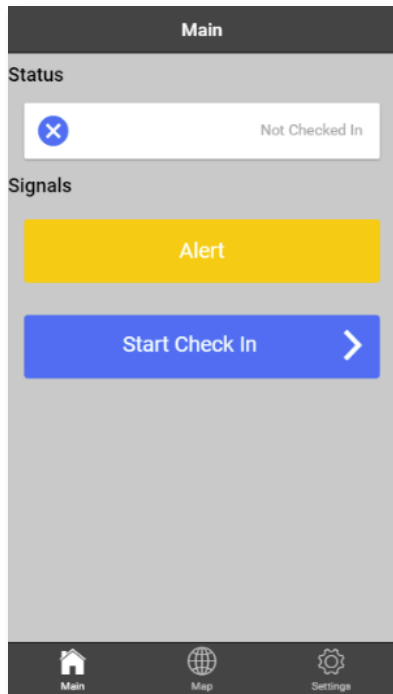 Main
Status
Not Checked In
Signals
Alert
Start Check In
Main
Map
Settings